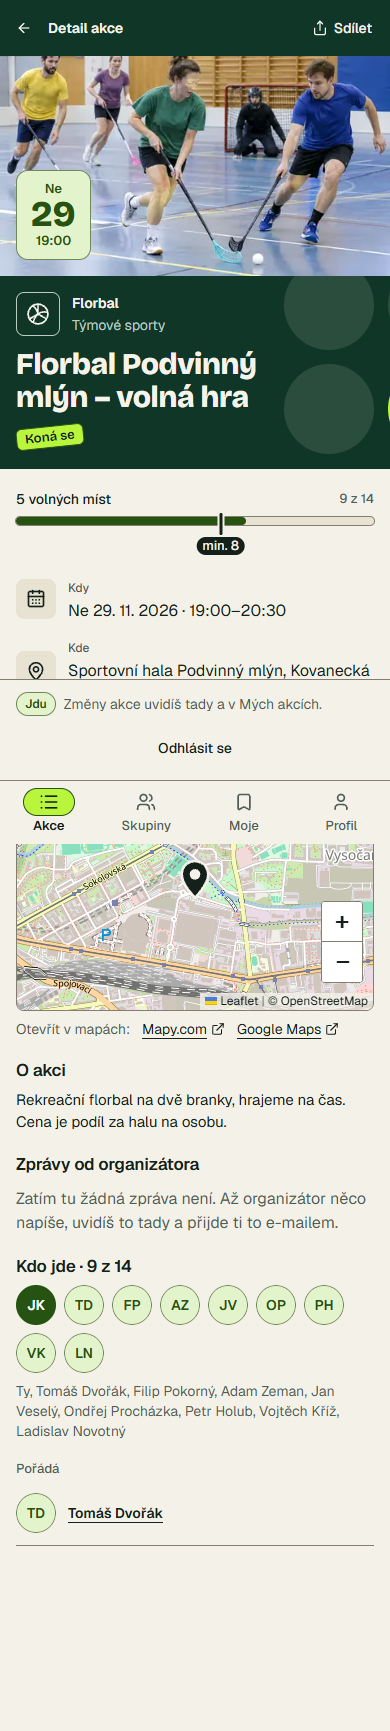 Detail akce
Sdílet
Ne
29
19:00
Florbal
Týmové sporty
Florbal Podvinný
mlýn – volná hra
Koná se
5 volných míst
9 z 14
min. 8
Kdy
Ne 29. 11. 2026 · 19:00–20:30
Kde
Sportovní hala Podvinný mlýn, Kovanecká
Jdu
Změny akce uvidíš tady a v Mých akcích.
Odhlásit se
Akce
Skupiny
Moje
Profil
Sokolovská
Vysoča
P
+
−
Spojovací
Leaflet | © OpenStreetMap
Otevřít v mapách: Mapy.com Google Maps
O akci
Rekreační florbal na dvě branky, hrajeme na čas.
Cena je podíl za halu na osobu.
Zprávy od organizátora
Zatím tu žádná zpráva není. Až organizátor něco
napíše, uvidíš to tady a přijde ti to e-mailem.
Kdo jde · 9 z 14
JK TD FP AZ JV OP PH
VK LN
Ty, Tomáš Dvořák, Filip Pokorný, Adam Zeman, Jan
Veselý, Ondřej Procházka, Petr Holub, Vojtěch Kříž,
Ladislav Novotný
Pořádá
TD
Tomáš Dvořák